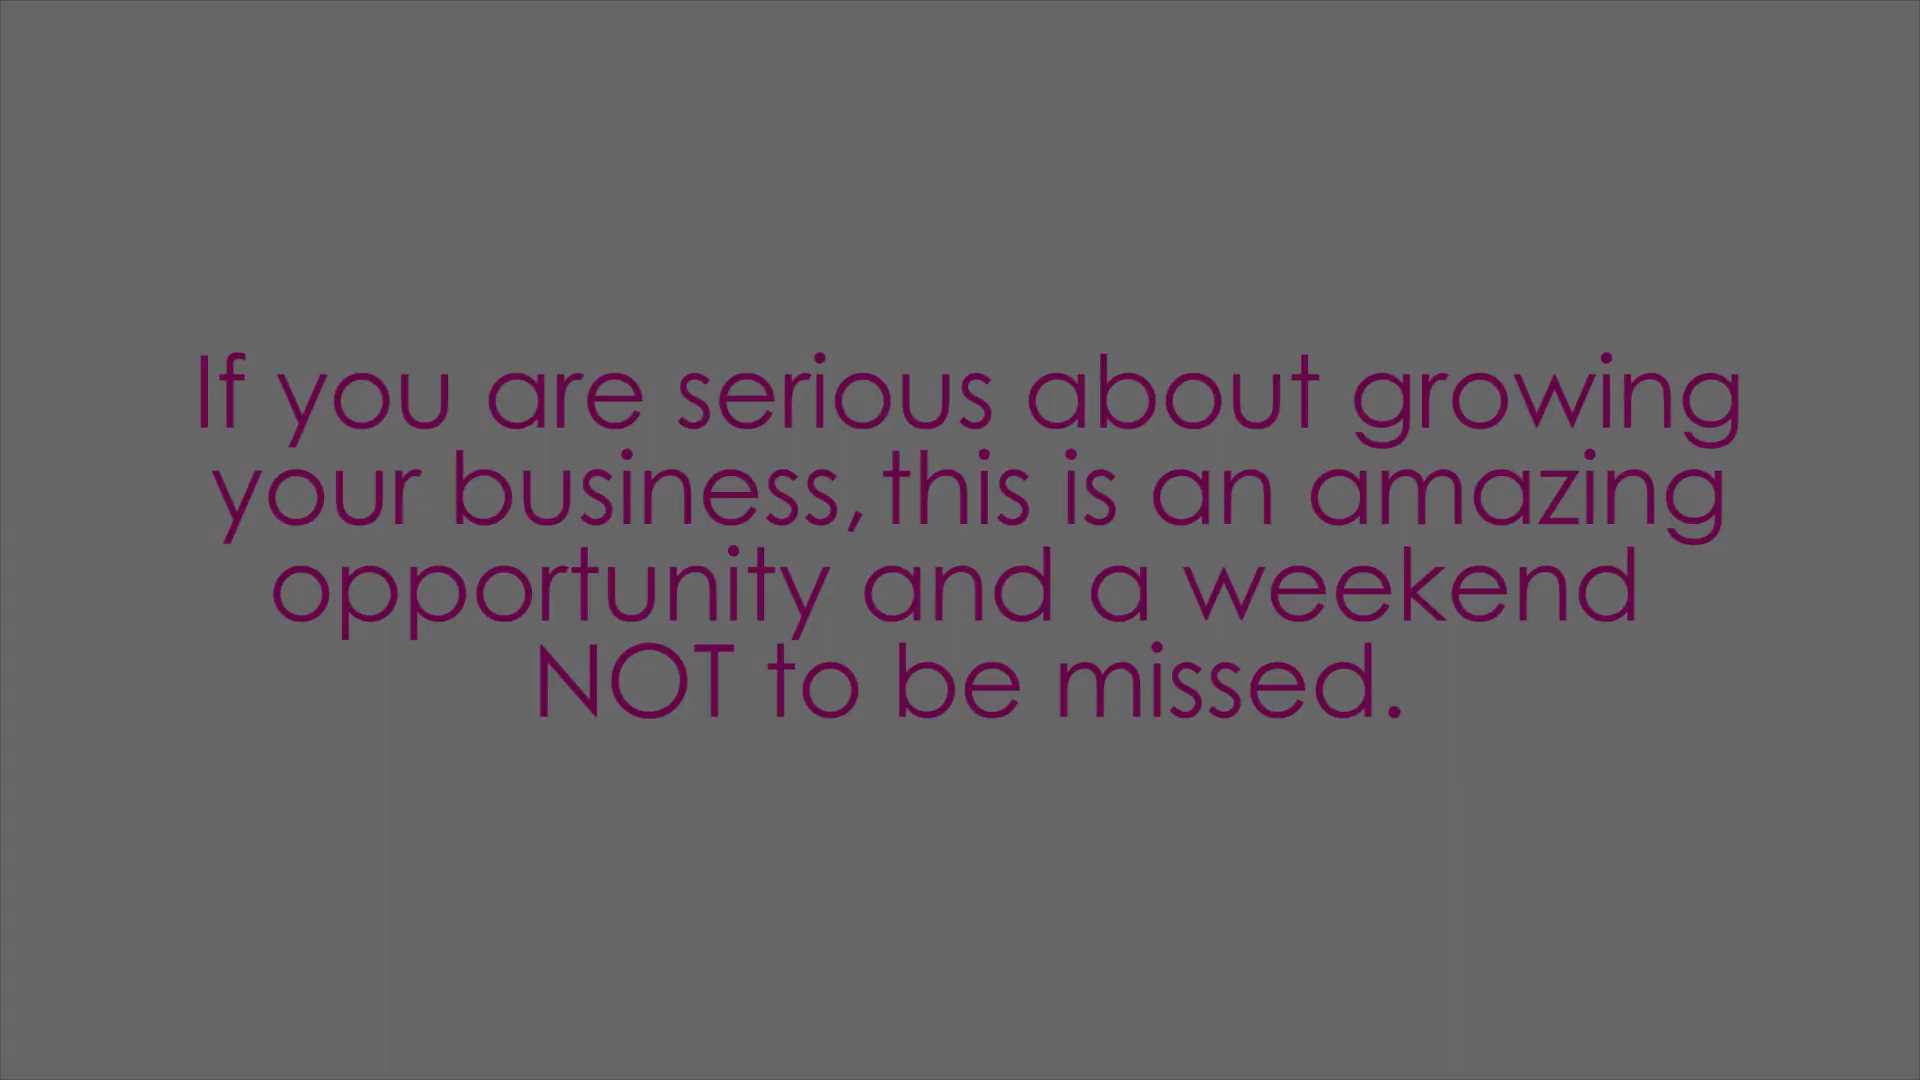 If you are serious about growing
your business, this is an amazing
opportunity and a weekend
NOT to be missed.